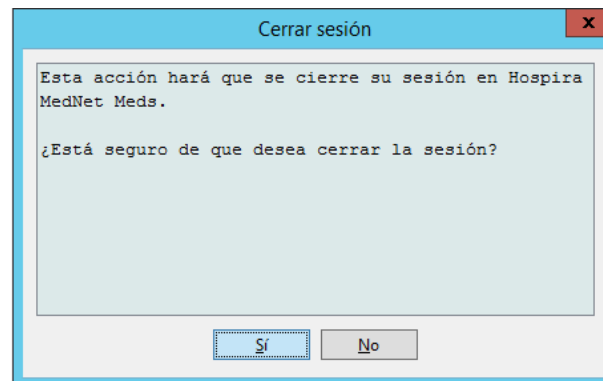 Cerrar sesión
x
Esta acción hará que se cierre su sesión en Hospira
MedNet Meds.
¿Está seguro de que desea cerrar la sesión?
Sí No